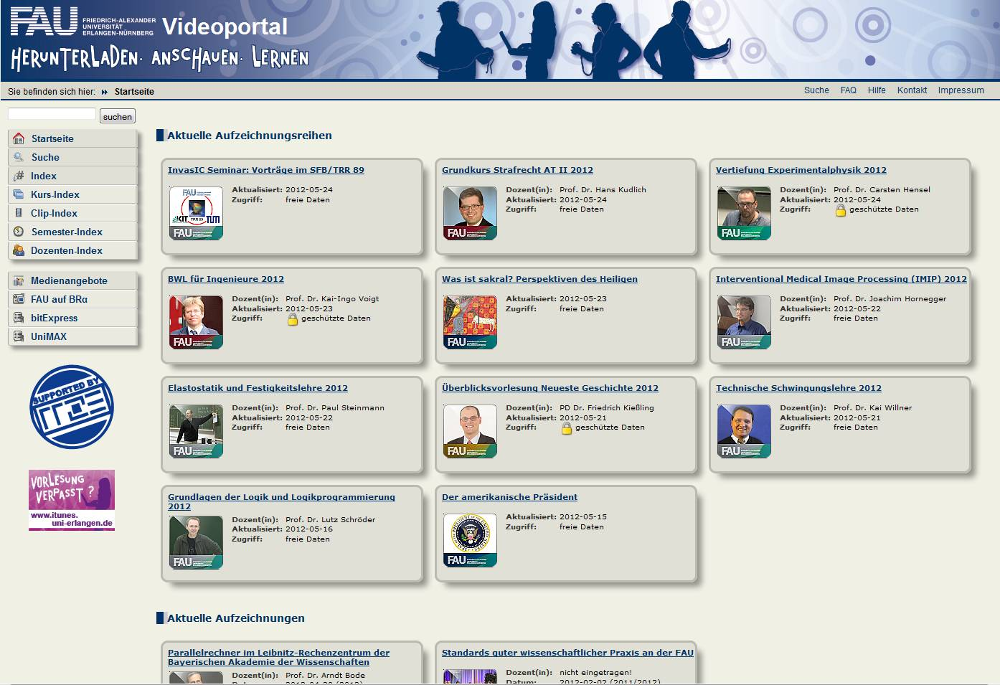 FAU FRIEDRICH-ALEXANDER
UNIVERSITÄT
ERLANGEN-NÜRNBERG
Videoportal
HERUNTERLADEN. ANSCHAUEN. LERNEN
Sie befinden sich hier: Startseite
Suche FAQ Hilfe Kontakt Impressum
suchen
Startseite
Suche
Index
Kurs-Index
Clip-Index
Semester-Index
Dozenten-Index
Medienangebote
FAU auf BRα
bitExpress
UniMAX
SUPPORTED BY
RRZE
VORLESUNG
VERPASST?
www.itunes.
uni-erlangen.de
Aktuelle Aufzeichnungsreihen
InvasIC Seminar: Vorträge im SFB/TRR 89
FAU
KIT TRR 89 TUM
FAU
Aktualisiert: 2012-05-24
Zugriff: freie Daten
Grundkurs Strafrecht AT II 2012
FAU
Dozent(in): Prof. Dr. Hans Kudlich
Aktualisiert: 2012-05-24
Zugriff: freie Daten
Vertiefung Experimentalphysik 2012
FAU
Dozent(in): Prof. Dr. Carsten Hensel
Aktualisiert: 2012-05-24
Zugriff: geschützte Daten
BWL für Ingenieure 2012
FAU
Dozent(in): Prof. Dr. Kai-Ingo Voigt
Aktualisiert: 2012-05-23
Zugriff: geschützte Daten
Was ist sakral? Perspektiven des Heiligen
FAU
Aktualisiert: 2012-05-23
Zugriff: freie Daten
Interventional Medical Image Processing (IMIP) 2012
FAU
Dozent(in): Prof. Dr. Joachim Hornegger
Aktualisiert: 2012-05-22
Zugriff: freie Daten
Elastostatik und Festigkeitslehre 2012
FAU
Dozent(in): Prof. Dr. Paul Steinmann
Aktualisiert: 2012-05-22
Zugriff: freie Daten
Überblicksvorlesung Neueste Geschichte 2012
FAU
Dozent(in): PD Dr. Friedrich Kießling
Aktualisiert: 2012-05-21
Zugriff: geschützte Daten
Technische Schwingungslehre 2012
FAU
Dozent(in): Prof. Dr. Kai Willner
Aktualisiert: 2012-05-21
Zugriff: freie Daten
Grundlagen der Logik und Logikprogrammierung
2012
FAU
Dozent(in): Prof. Dr. Lutz Schröder
Aktualisiert: 2012-05-16
Zugriff: freie Daten
Der amerikanische Präsident
FAU
Aktualisiert: 2012-05-15
Zugriff: freie Daten
Aktuelle Aufzeichnungen
Parallelrechner im Leibnitz-Rechenzentrum der
Bayerischen Akademie der Wissenschaften
Dozent(in): Prof. Dr. Arndt Bode
Standards guter wissenschaftlicher Praxis an der FAU
Dozent(in): nicht eingetragen!
Datum: 2012-02-02 (2011/2012)